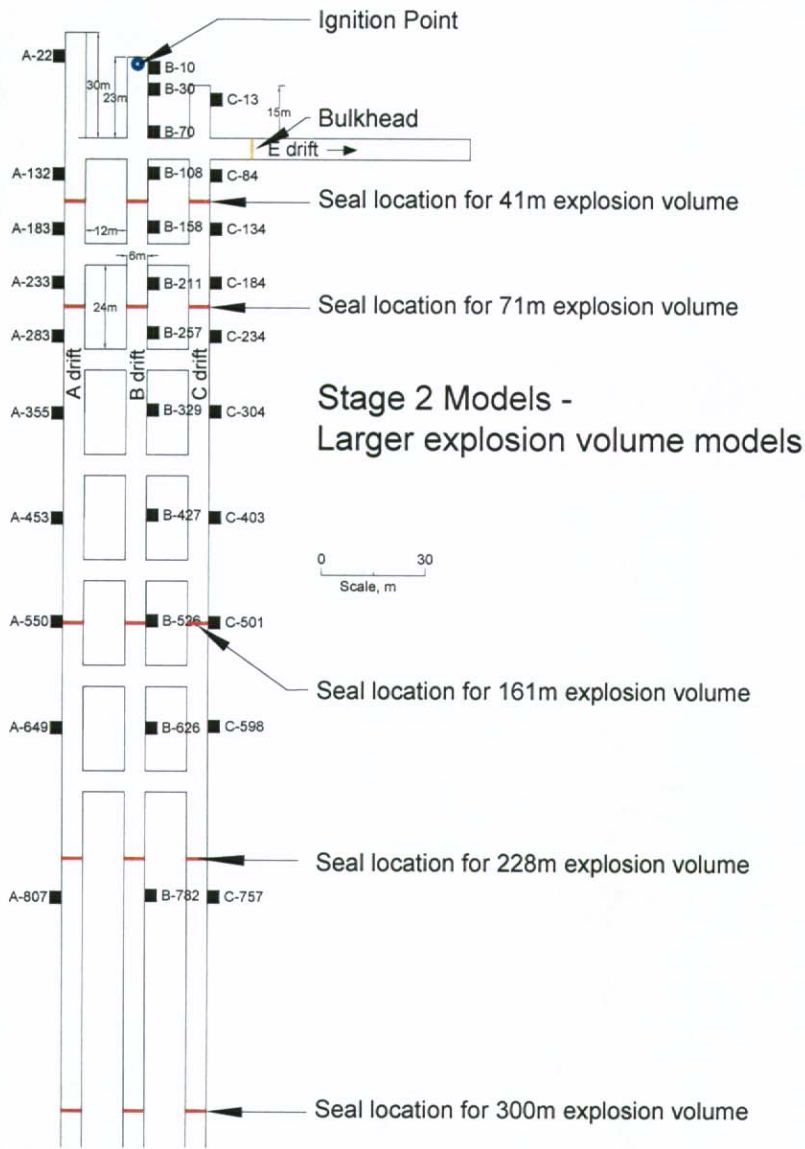 Ignition Point
A-22
B-10
B-30
30m
23m
C-13
15m
B-70
Bulkhead
E drift
A-132
B-108
C-84
Seal location for 41m explosion volume
A-183
12m
B-158
C-134
6m
A-233
B-211
C-184
24m
Seal location for 71m explosion volume
A-283
B-257
C-234
A drift
B drift
C drift
Stage 2 Models -
Larger explosion volume models
A-355
B-329
C-304
A-453
B-427
C-403
0 30
Scale, m
A-550
B-526
C-501
Seal location for 161m explosion volume
A-649
B-626
C-598
Seal location for 228m explosion volume
A-807
B-782
C-757
Seal location for 300m explosion volume